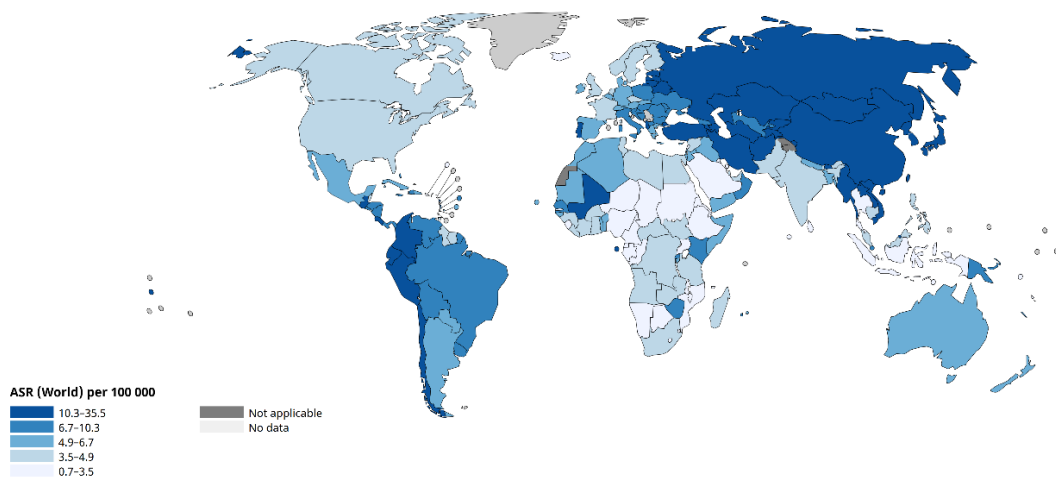 ASR (World) per 100 000
10.3–35.5
6.7–10.3
4.9–6.7
3.5–4.9
0.7–3.5
Not applicable
No data